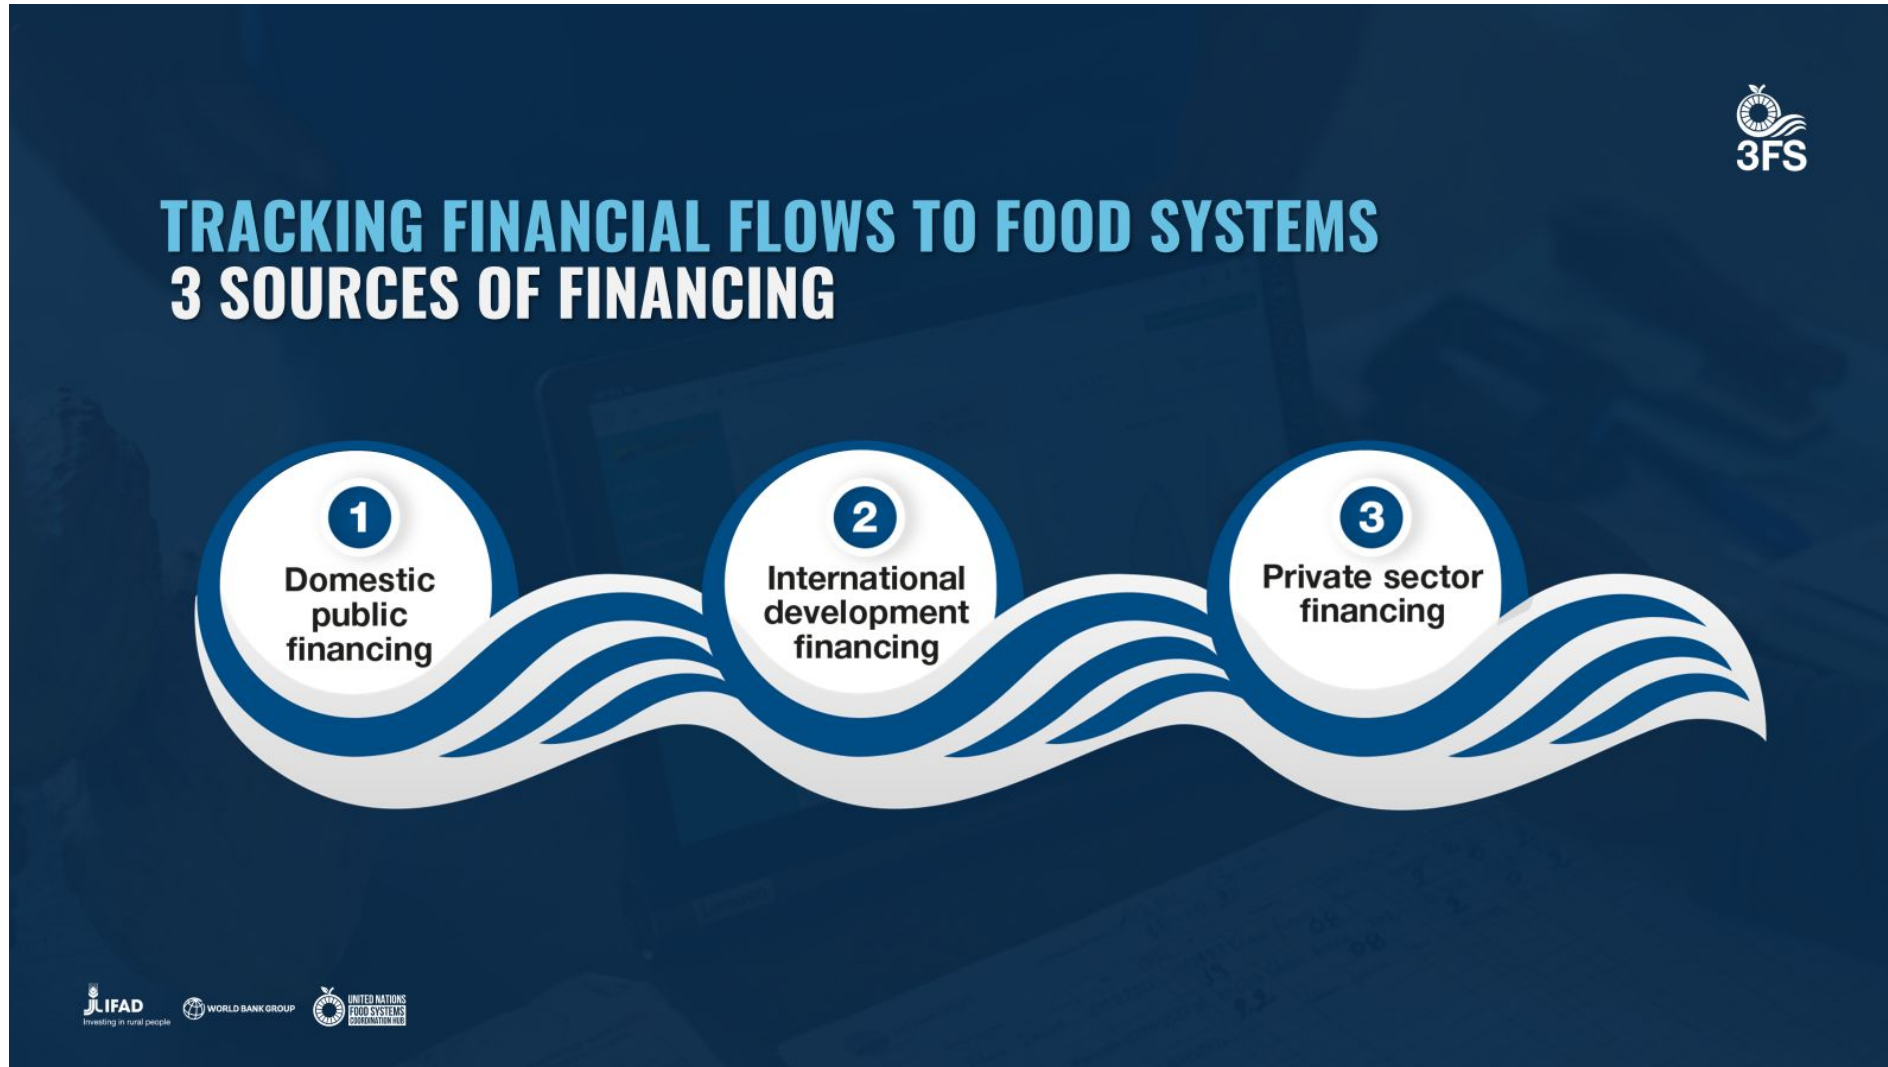 3FS
TRACKING FINANCIAL FLOWS TO FOOD SYSTEMS
3 SOURCES OF FINANCING
1
Domestic
public
financing
2
International
development
financing
3
Private sector
financing
IFAD
Investing in rural people
WORLD BANK GROUP
UNITED NATIONS
FOOD SYSTEMS
COORDINATION HUB